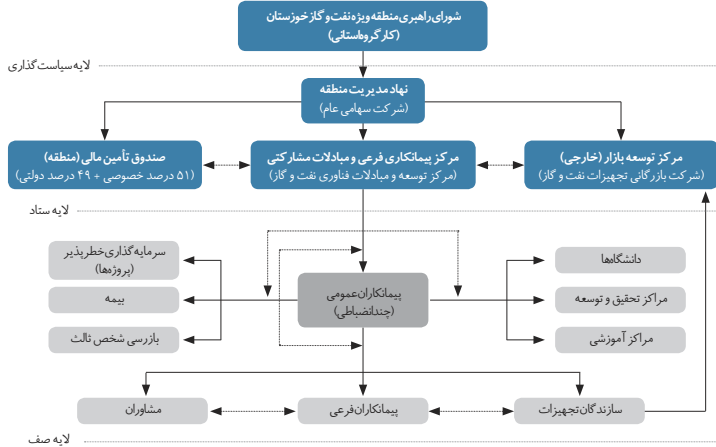 شورای راهبری منطقه ویژه نفت و گاز خوزستان
(کارگروه استانی)
لایه سیاست گذاری
نهاد مدیریت منطقه
(شرکت سهامی عام)
مرکز توسعه بازار (خارجی)
(شرکت بازرگانی تجهیزات نفت و گاز)
مرکز پیمانکاری فرعی و مبادلات مشارکتی
(مرکز توسعه و مبادلات فناوری نفت و گاز)
صندوق تأمین مالی (منطقه)
(۵۱ درصد خصوصی + ۴۹ درصد دولتی)
لایه ستاد
دانشگاه‌ها
مراکز تحقیق و توسعه
مراکز آموزشی
پیمانکاران عمومی
(چندانضباطی)
سرمایه گذاری خطرپذیر
(پروژه‌ها)
بیمه
بازرسی شخص ثالث
سازندگان تجهیزات
پیمانکاران فرعی
مشاوران
لایه صف